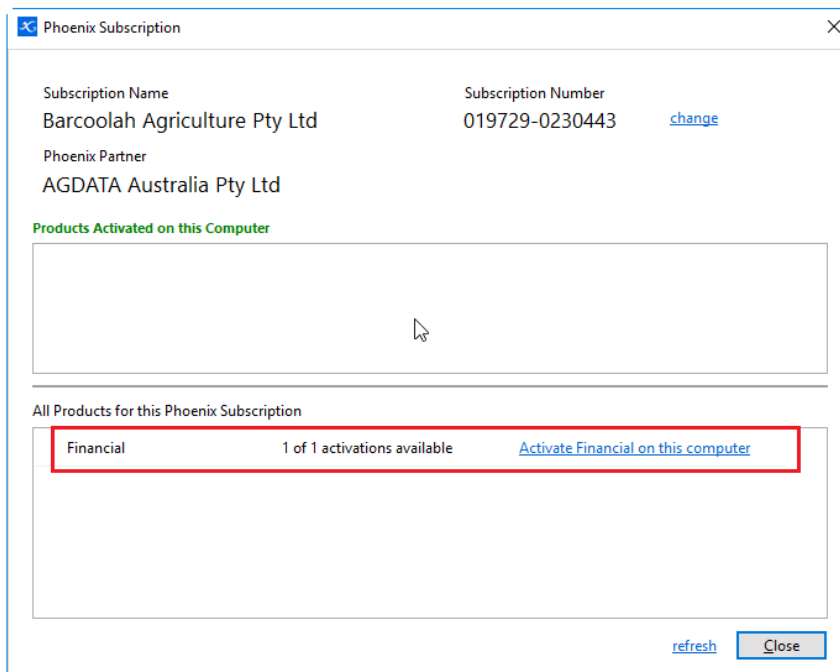 Phoenix Subscription
Subscription Name
Subscription Number
Barcoolah Agriculture Pty Ltd
019729-0230443
change
Phoenix Partner
AGDATA Australia Pty Ltd
Products Activated on this Computer
All Products for this Phoenix Subscription
Financial 1 of 1 activations available Activate Financial on this computer
refresh
Close